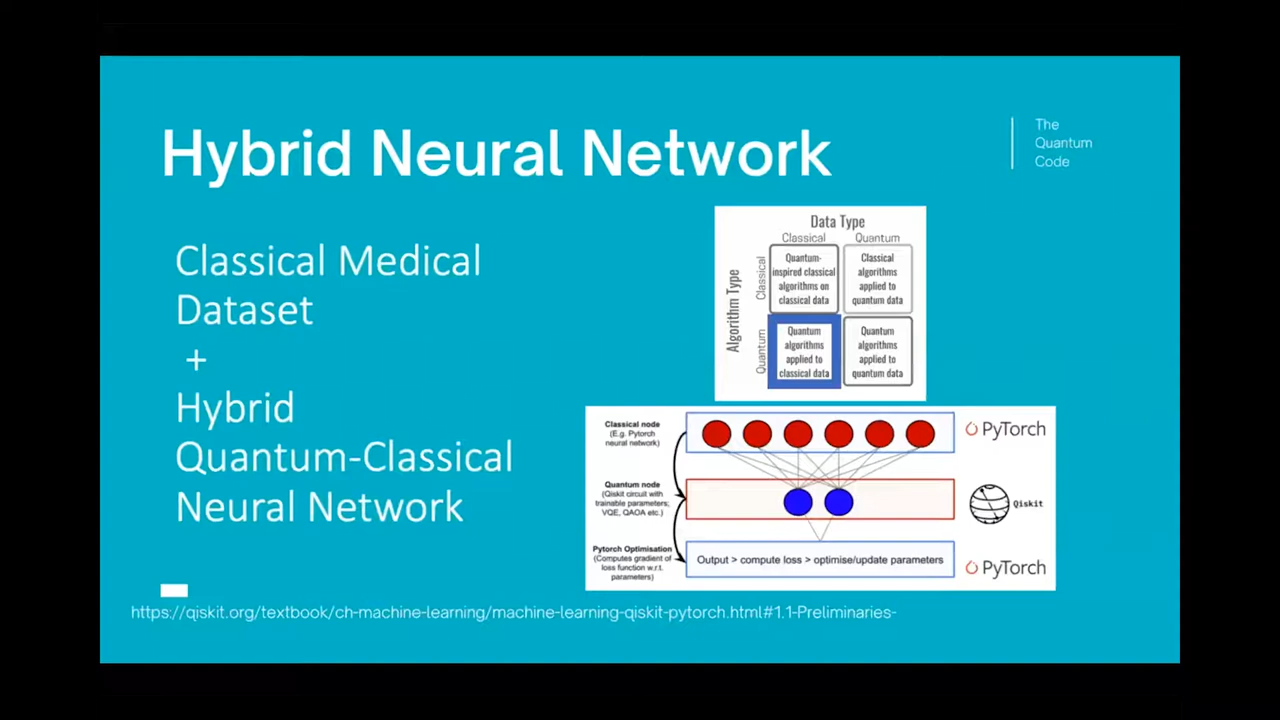 Hybrid Neural Network
The
Quantum
Code
Classical Medical
Dataset
+
Hybrid
Quantum-Classical
Neural Network
Data Type
Classical
Quantum
Algorithm Type
Classical
Quantum-
inspired classical
algorithms on
classical data
Classical
algorithms
applied to
quantum data
Quantum
Quantum
algorithms
applied to
classical data
Quantum
algorithms
applied to
quantum data
Classical node
(E.g. Pytorch
neural network)
PyTorch
Quantum node
(Qiskit circuit with
trainable parameters;
VQE, QAOA etc.)
Qiskit
Pytorch Optimisation
(Computes gradient of
loss function w.r.t.
parameters)
Output > compute loss > optimise/update parameters
PyTorch
https://qiskit.org/textbook/ch-machine-learning/machine-learning-qiskit-pytorch.html#1.1-Preliminaries-